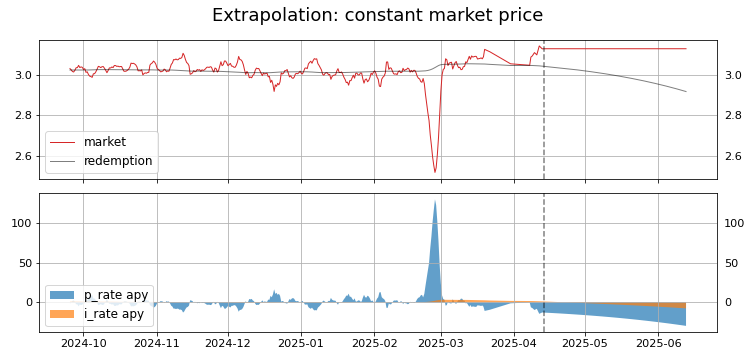 Extrapolation: constant market price
3.0 3.0
2.8 2.8
2.6 2.6
market
redemption
100 100
50 50
0 0
p_rate apy
i_rate apy
2024-10 2024-11 2024-12 2025-01 2025-02 2025-03 2025-04 2025-05 2025-06